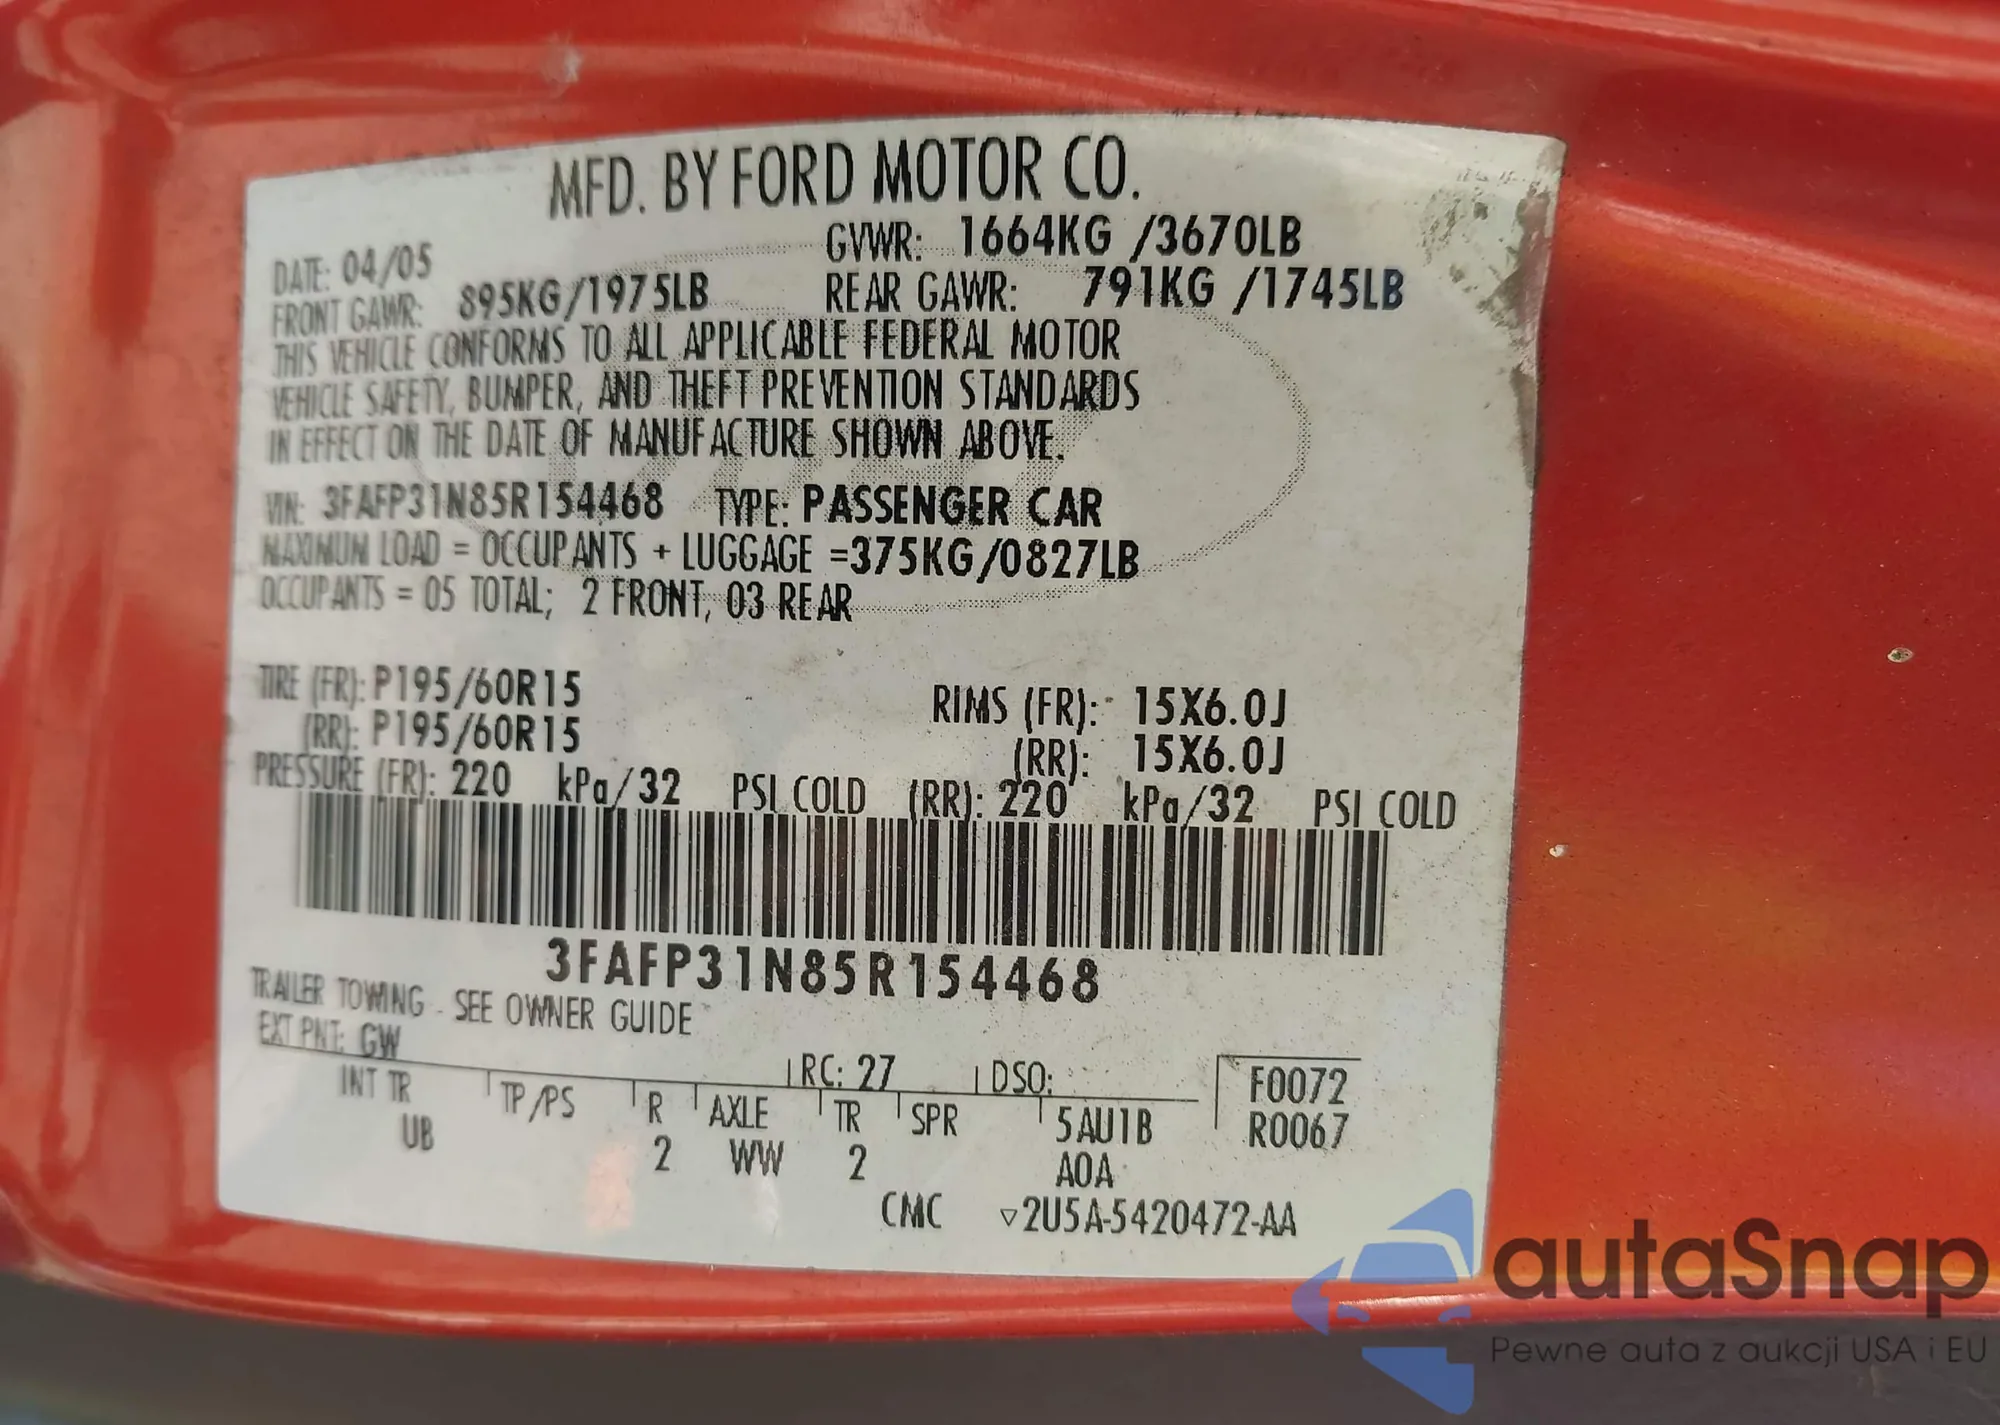 MFD. BY FORD MOTOR CO.
DATE: 04/05 GVWR: 1664KG /3670LB
FRONT GAWR: 895KG/1975LB REAR GAWR: 791KG /1745LB
THIS VEHICLE CONFORMS TO ALL APPLICABLE FEDERAL MOTOR
VEHICLE SAFETY, BUMPER, AND THEFT PREVENTION STANDARDS
IN EFFECT ON THE DATE OF MANUFACTURE SHOWN ABOVE.
VIN: 3FAFP31N85R154468 TYPE: PASSENGER CAR
MAXIMUM LOAD = OCCUPANTS + LUGGAGE =375KG/0827LB
OCCUPANTS = 05 TOTAL; 2 FRONT, 03 REAR
TIRE (FR): P195/60R15 RIMS (FR): 15X6.0J
(RR): P195/60R15 (RR): 15X6.0J
PRESSURE (FR): 220 kPa/32 PSI COLD (RR): 220 kPa/32 PSI COLD
3FAFP31N85R154468
TRAILER TOWING - SEE OWNER GUIDE
EXT PNT: GW RC: 27 DSO: F0072
INT TR TP/PS R AXLE TR SPR 5AU1B R0067
UB 2 WW 2 A0A
CMC ▿2U5A-5420472-AA
autaSnap
Pewne auta z aukcji USA i EU